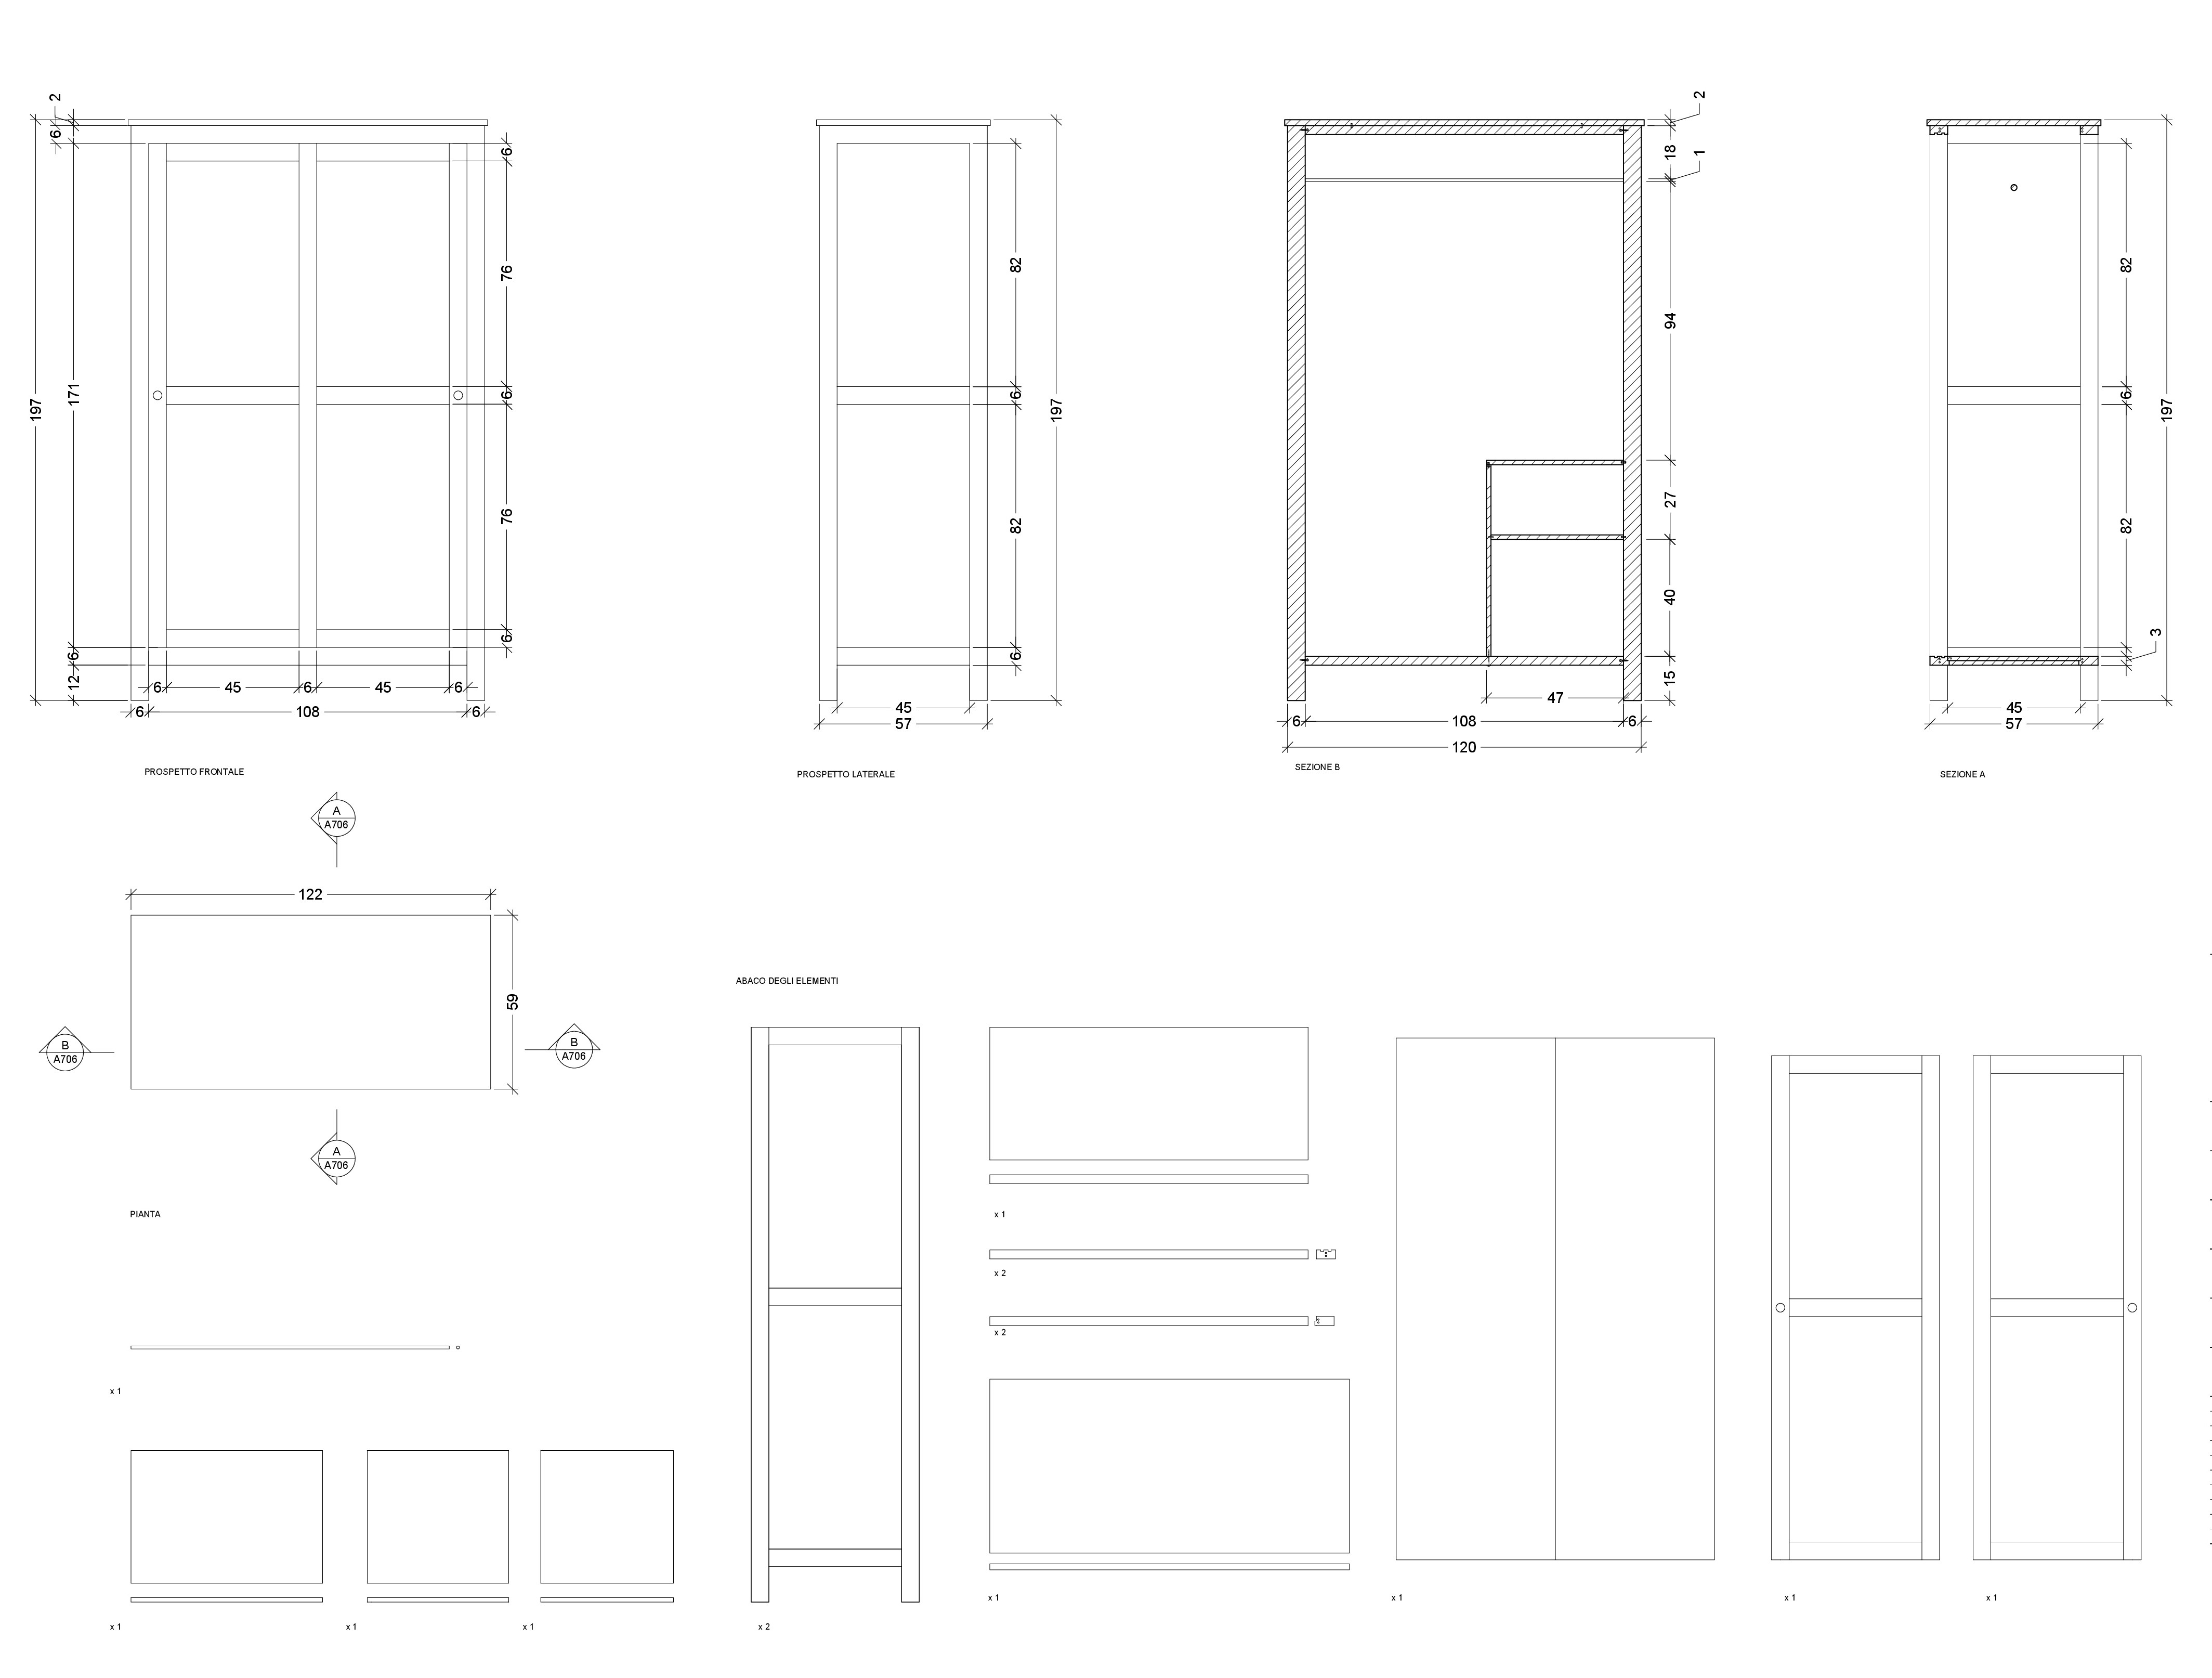 2
6
197
171
6
12
6
76
6
76
6
6
45
6
45
6
6
108
6
PROSPETTO FRONTALE
82
6
82
6
197
45
57
PROSPETTO LATERALE
2
18
1
94
27
40
15
47
6
108
6
120
SEZIONE B
82
6
82
3
197
45
57
SEZIONE A
A
A706
122
59
B
A706
B
A706
A
A706
PIANTA
ABACO DEGLI ELEMENTI
x 1
x 2
x 2
x 1
x 1
x 1
x 1
x 1
x 1
x 1
x 1
x 2